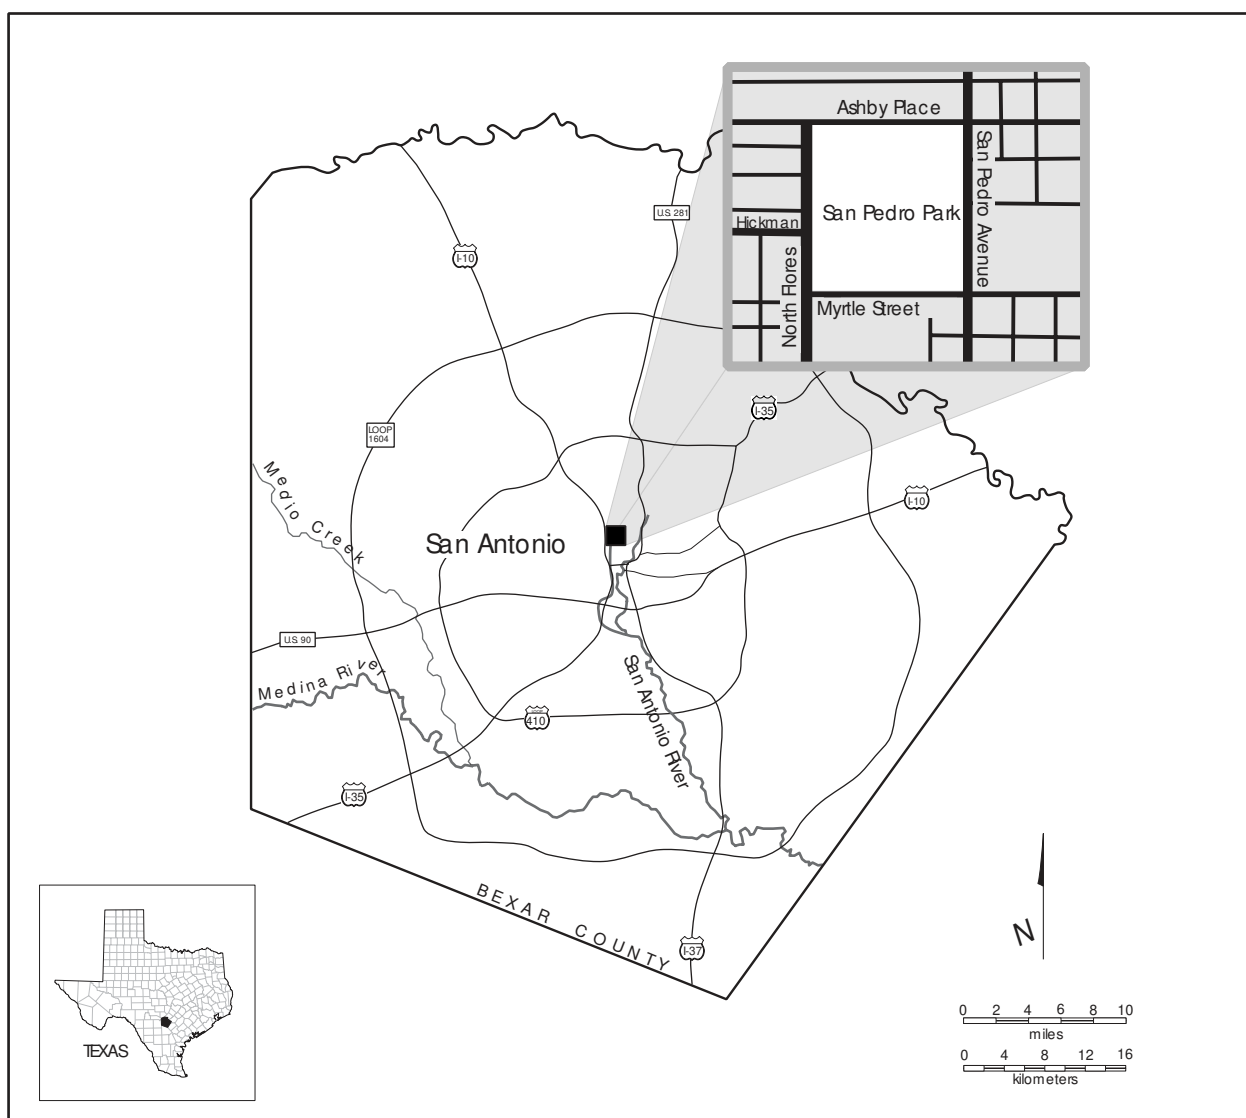 Ashby Place
San Pedro Avenue
San Pedro Park
Hickman
North Flores
Myrtle Street
U.S. 281
I-10
I-35
LOOP
1604
I-10
Medio Creek
San Antonio
U.S. 90
Medina River
San Antonio River
LOOP
410
I-35
BEXAR COUNTY
I-37
N
TEXAS
0 2 4 6 8 10
miles
0 4 8 12 16
kilometers